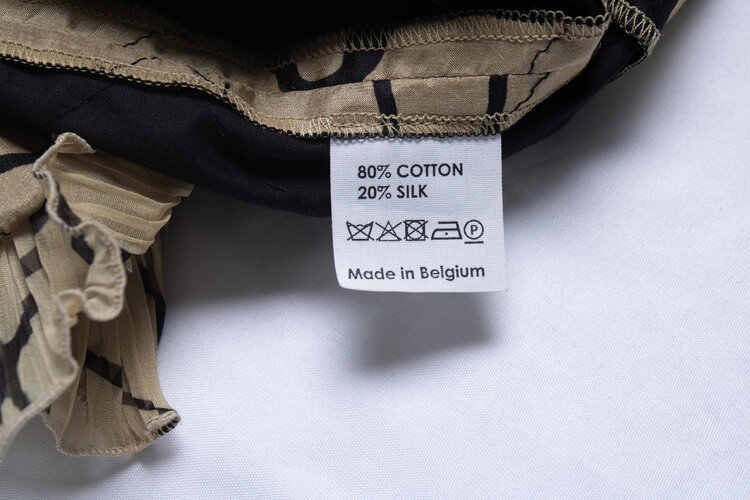 80% COTTON
20% SILK
P
Made in Belgium